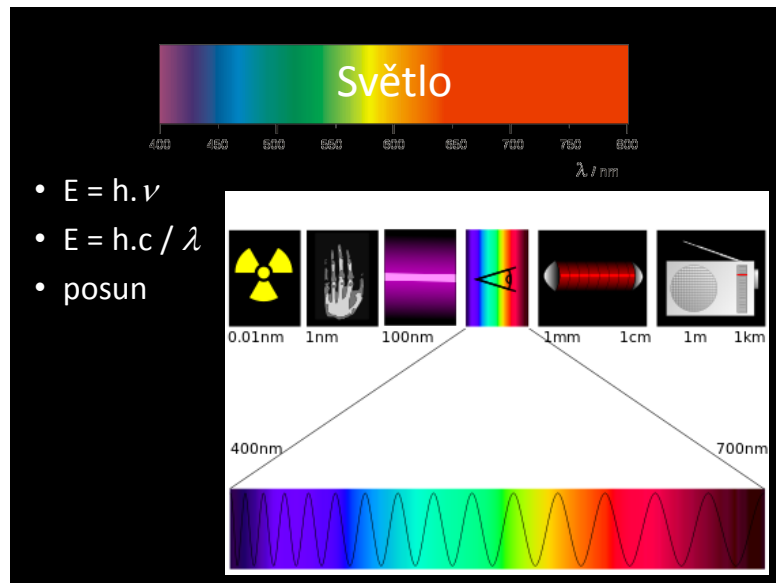 Světlo
400 450 500 550 600 650 700 750 800
λ / nm
• E = h.ν
• E = h.c / λ
• posun
0.01nm 1nm 100nm 1mm 1cm 1m 1km
400nm 700nm